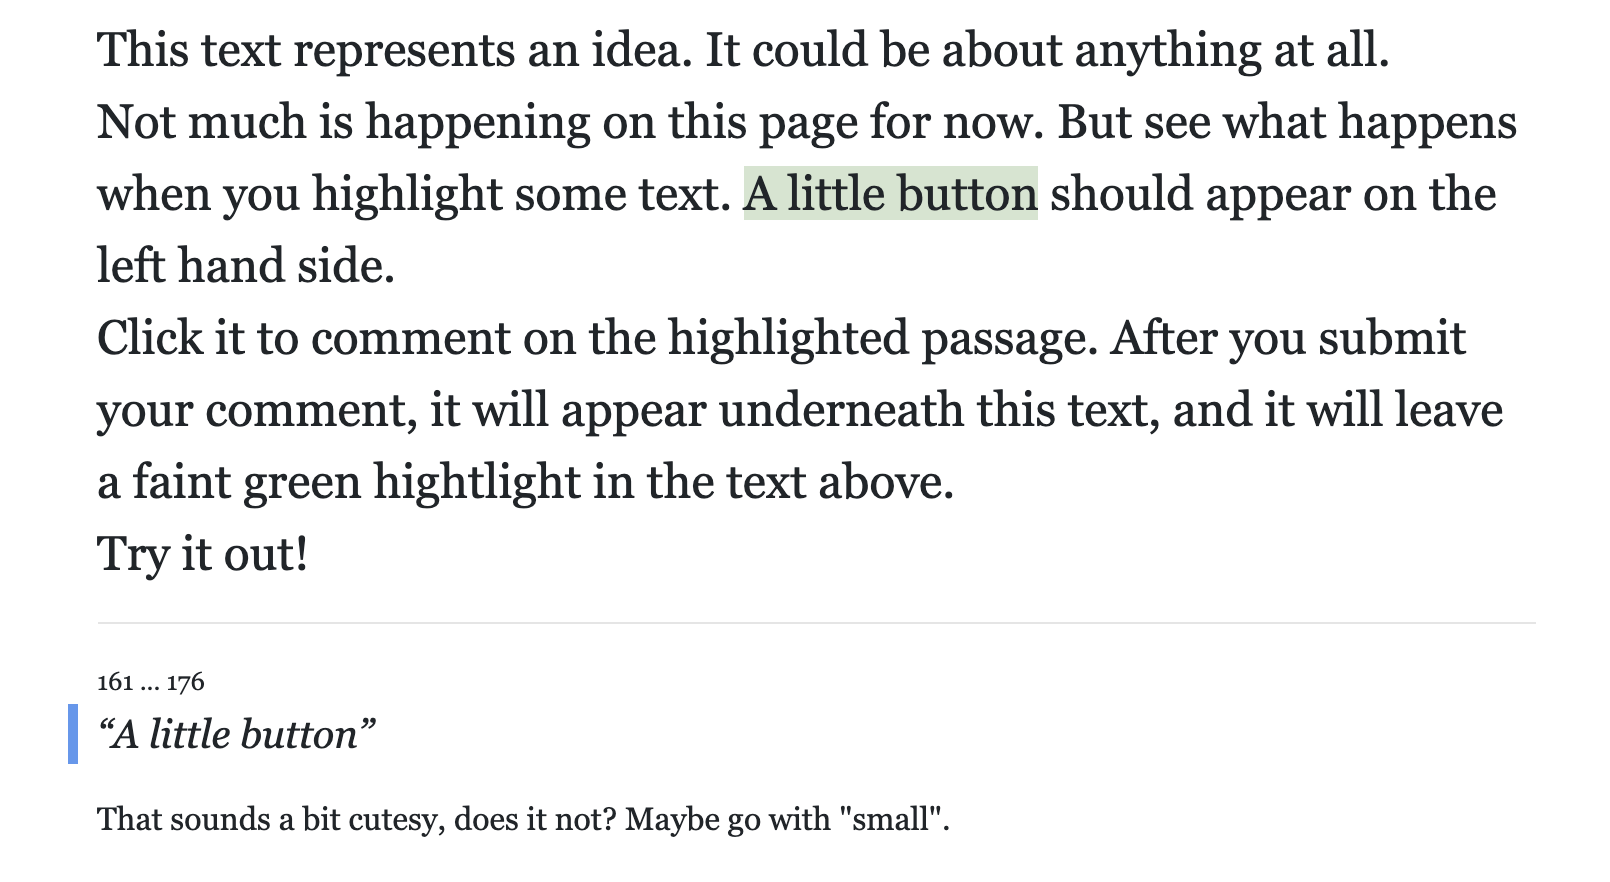 This text represents an idea. It could be about anything at all.
Not much is happening on this page for now. But see what happens
when you highlight some text. A little button should appear on the
left hand side.
Click it to comment on the highlighted passage. After you submit
your comment, it will appear underneath this text, and it will leave
a faint green hightlight in the text above.
Try it out!
161 ... 176
“A little button”
That sounds a bit cutesy, does it not? Maybe go with "small".